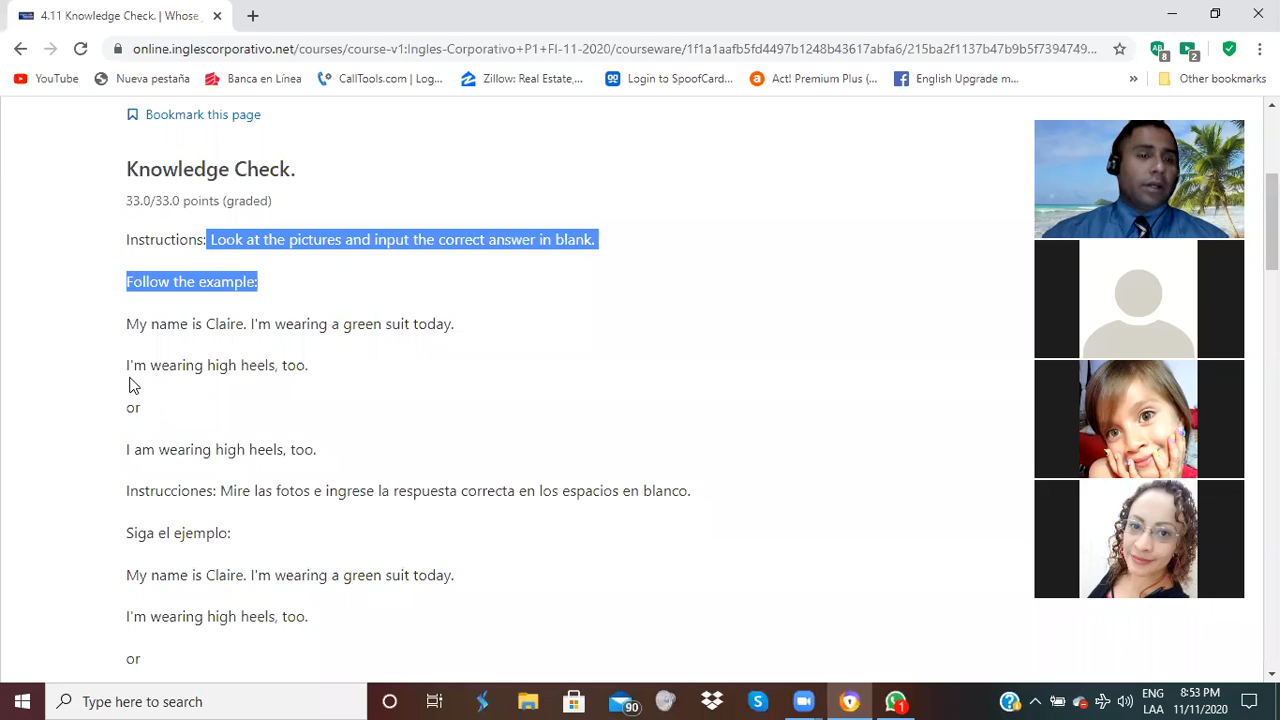 4.11 Knowledge Check. | Whose
online.inglescorporativo.net/courses/course-v1:Ingles-Corporativo+P1+FI-11-2020/courseware/1f1a1aafb5fd4497b1248b43617abfa6/215ba2f1137b47b9b5f7394749...
8
2
YouTube
Nueva pestaña
Banca en Línea
CallTools.com | Log...
Zillow: Real Estate,...
Login to SpoofCard...
Act! Premium Plus (...
English Upgrade m...
»
Other bookmarks
Bookmark this page
Knowledge Check.
33.0/33.0 points (graded)
Instructions: Look at the pictures and input the correct answer in blank.
Follow the example:
My name is Claire. I'm wearing a green suit today.
I'm wearing high heels, too.
or
I am wearing high heels, too.
Instrucciones: Mire las fotos e ingrese la respuesta correcta en los espacios en blanco.
Siga el ejemplo:
My name is Claire. I'm wearing a green suit today.
I'm wearing high heels, too.
or
Type here to search
90
1
ENG
LAA
8:53 PM
11/11/2020